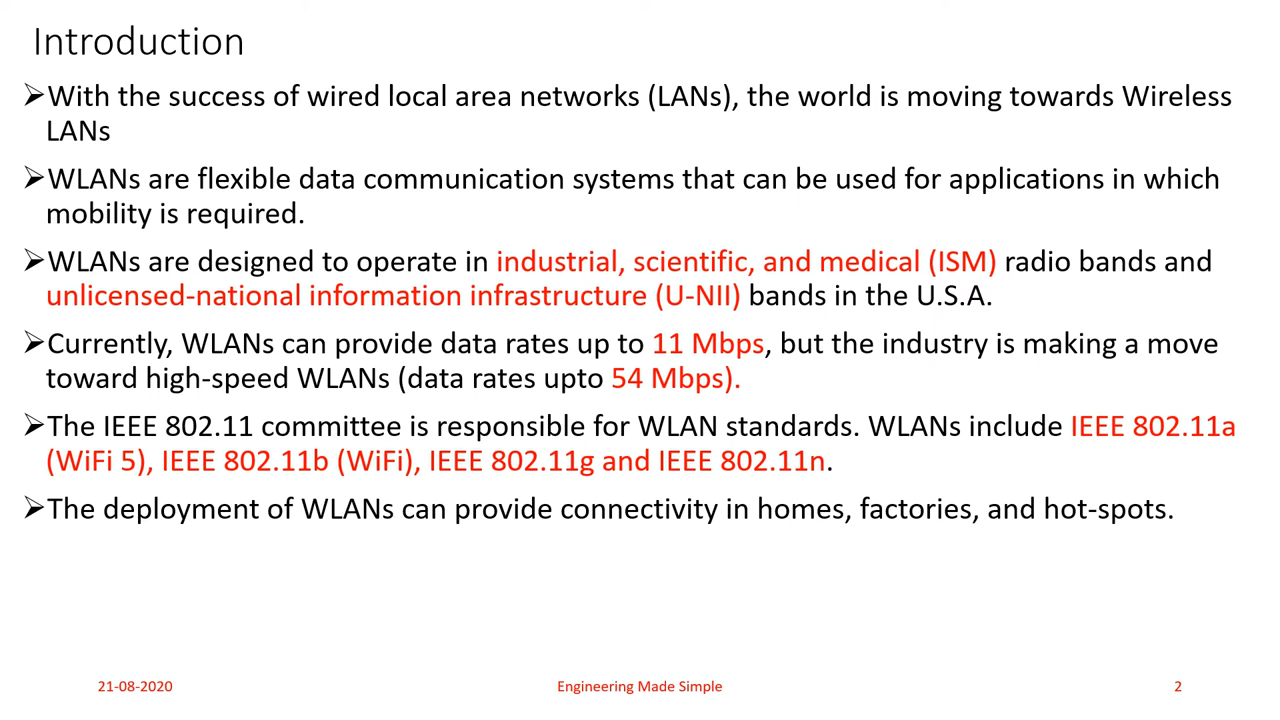 Introduction
➢With the success of wired local area networks (LANs), the world is moving towards Wireless
LANs
➢WLANs are flexible data communication systems that can be used for applications in which
mobility is required.
➢WLANs are designed to operate in industrial, scientific, and medical (ISM) radio bands and
unlicensed-national information infrastructure (U-NII) bands in the U.S.A.
➢Currently, WLANs can provide data rates up to 11 Mbps, but the industry is making a move
toward high-speed WLANs (data rates upto 54 Mbps).
➢The IEEE 802.11 committee is responsible for WLAN standards. WLANs include IEEE 802.11a
(WiFi 5), IEEE 802.11b (WiFi), IEEE 802.11g and IEEE 802.11n.
➢The deployment of WLANs can provide connectivity in homes, factories, and hot-spots.
21-08-2020
Engineering Made Simple
2